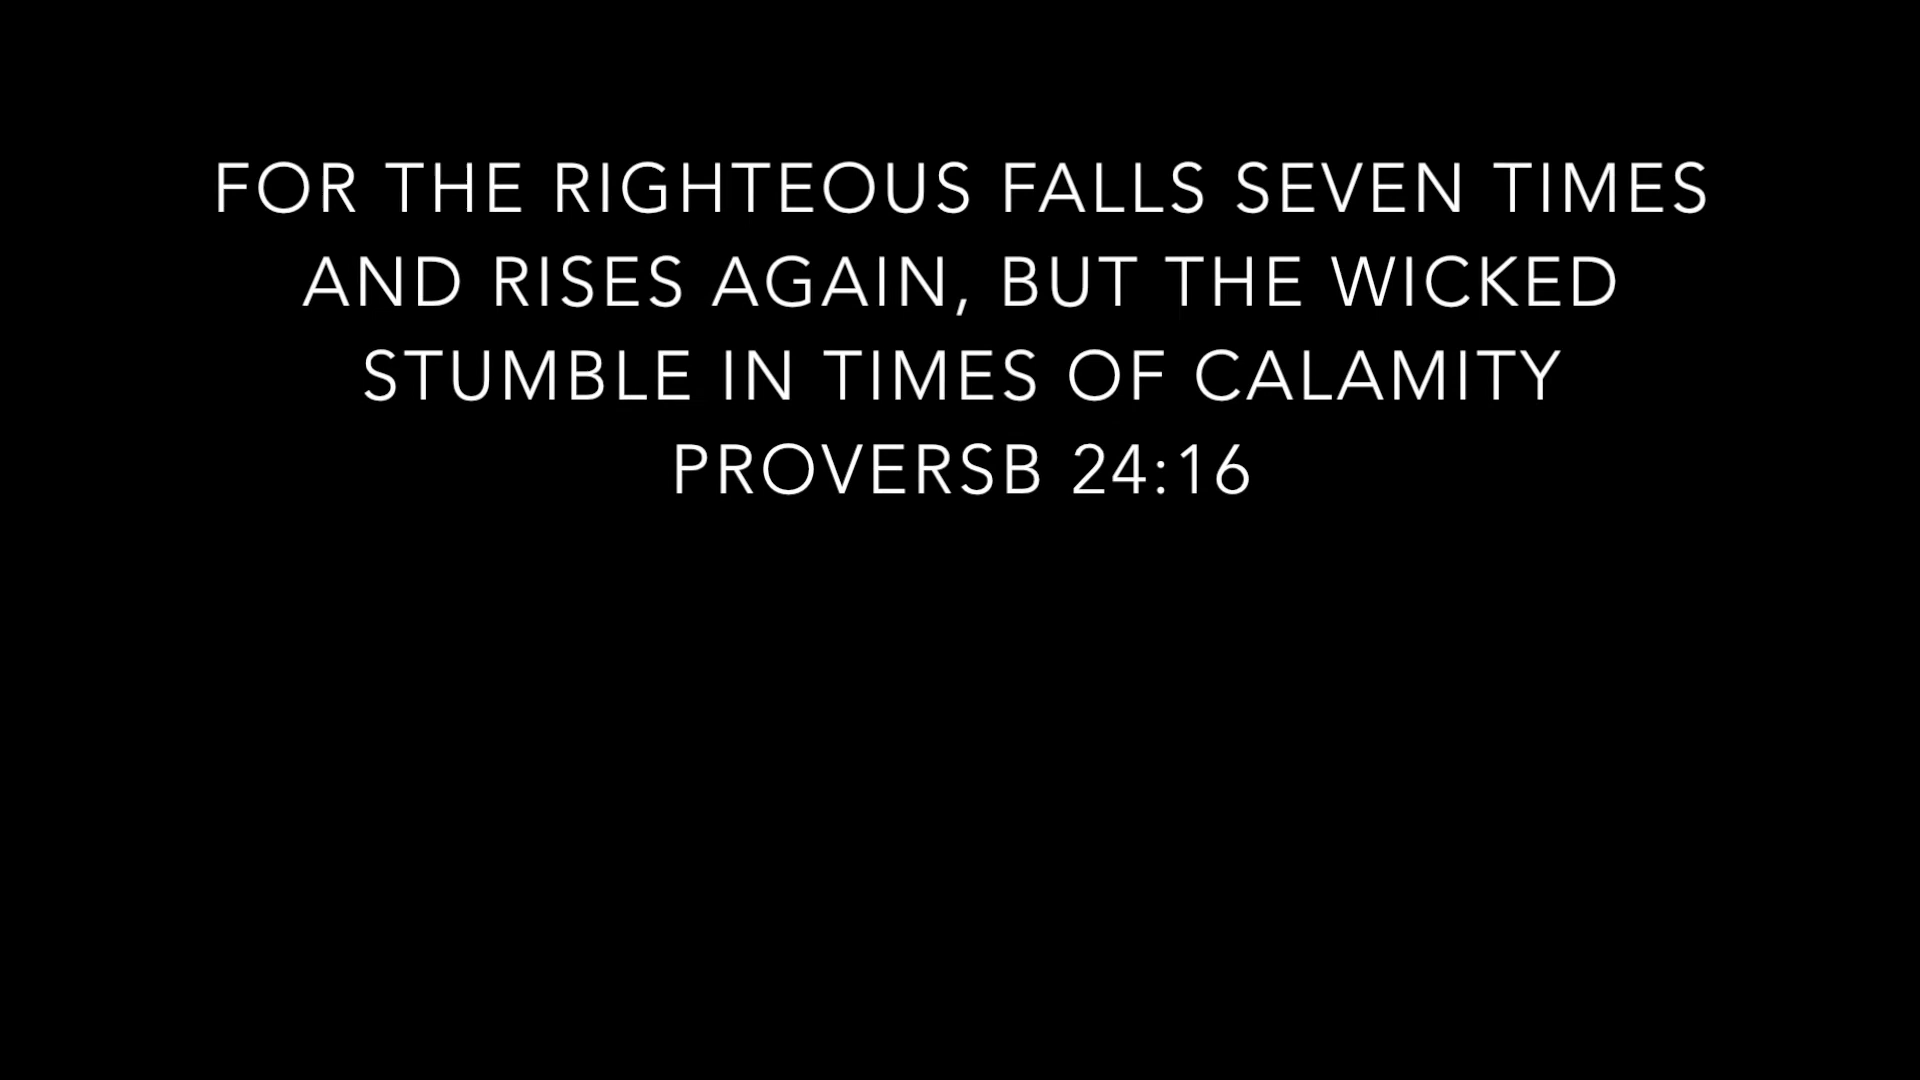 FOR THE RIGHTEOUS FALLS SEVEN TIMES
AND RISES AGAIN, BUT THE WICKED
STUMBLE IN TIMES OF CALAMITY
PROVERSB 24:16